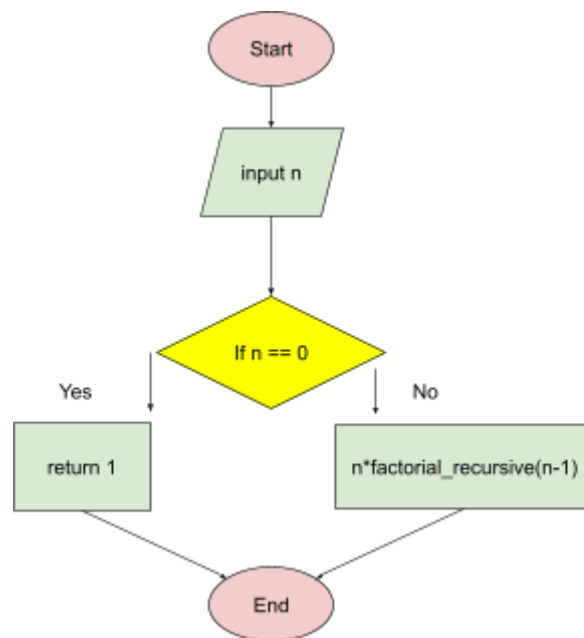 Start
input n
If n == 0
Yes
No
return 1
n*factorial_recursive(n-1)
End